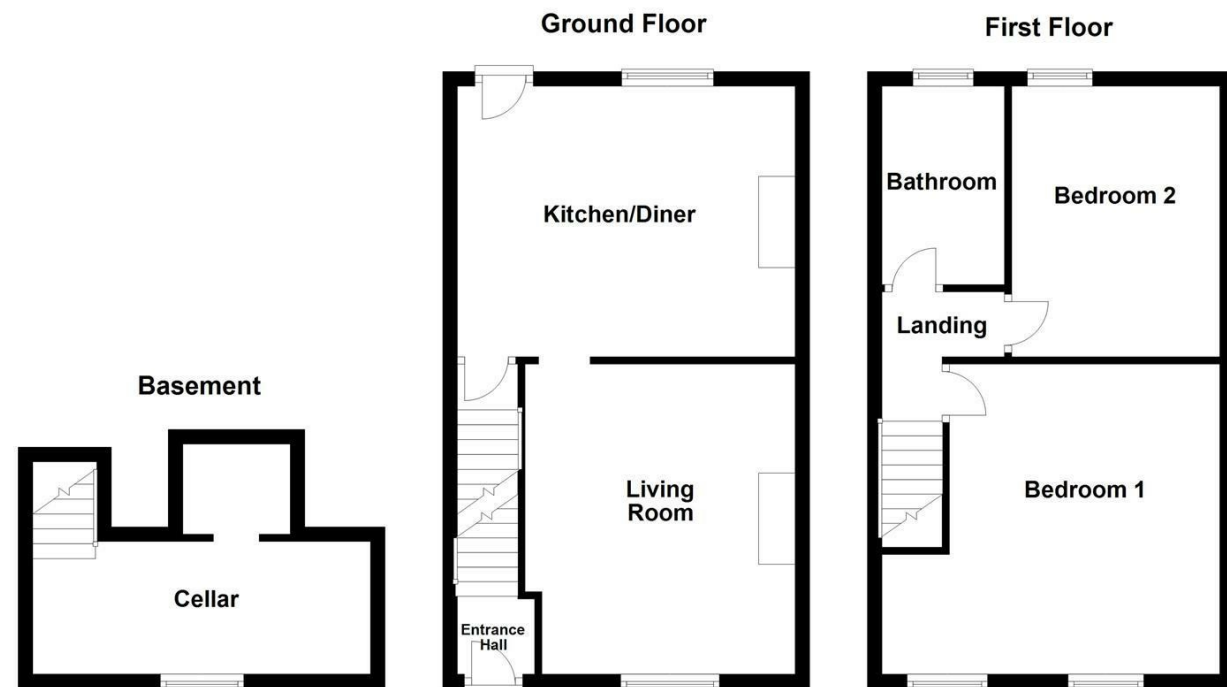 Ground Floor
First Floor
Kitchen/Diner
Bathroom
Bedroom 2
Landing
Basement
Living
Room
Bedroom 1
Cellar
Entrance
Hall